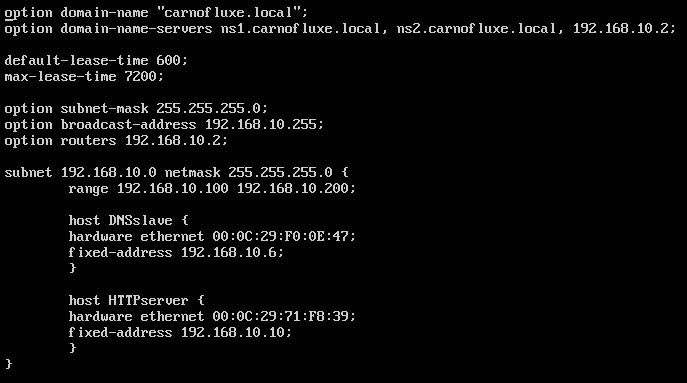 option domain-name "carnofluxe.local";
option domain-name-servers ns1.carnofluxe.local, ns2.carnofluxe.local, 192.168.10.2;
default-lease-time 600;
max-lease-time 7200;
option subnet-mask 255.255.255.0;
option broadcast-address 192.168.10.255;
option routers 192.168.10.2;
subnet 192.168.10.0 netmask 255.255.255.0 {
range 192.168.10.100 192.168.10.200;
host DNSslave {
hardware ethernet 00:0C:29:F0:0E:47;
fixed-address 192.168.10.6;
}
host HTTPserver {
hardware ethernet 00:0C:29:71:F8:39;
fixed-address 192.168.10.10;
}
}